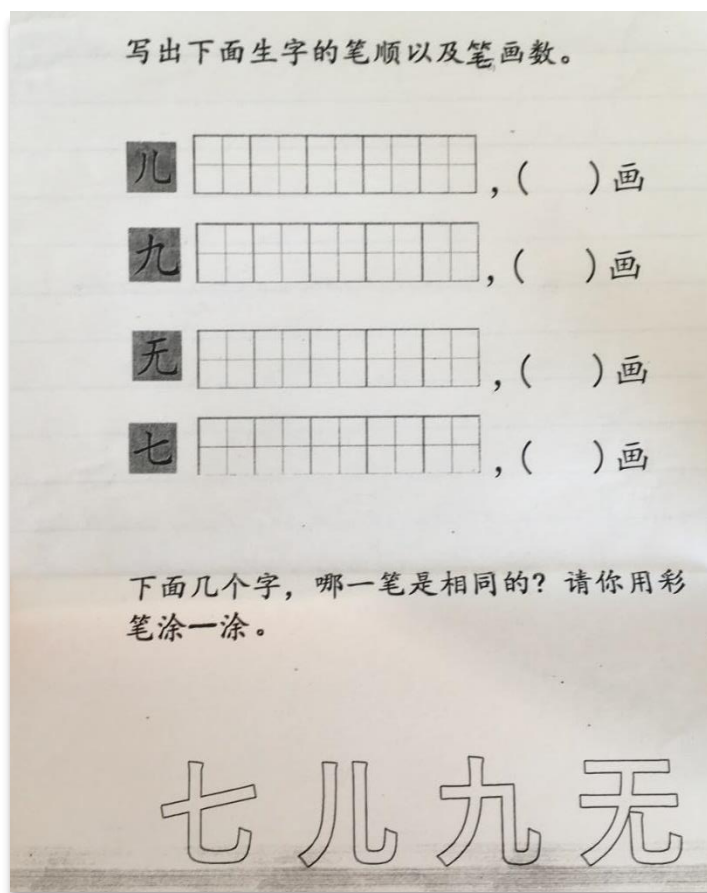 写出下面生字的笔顺以及笔画数。
儿 ,( )画
九 ,( )画
无 ,( )画
七 ,( )画
下面几个字，哪一笔是相同的？请你用彩
笔涂一涂。
七 儿 九 无